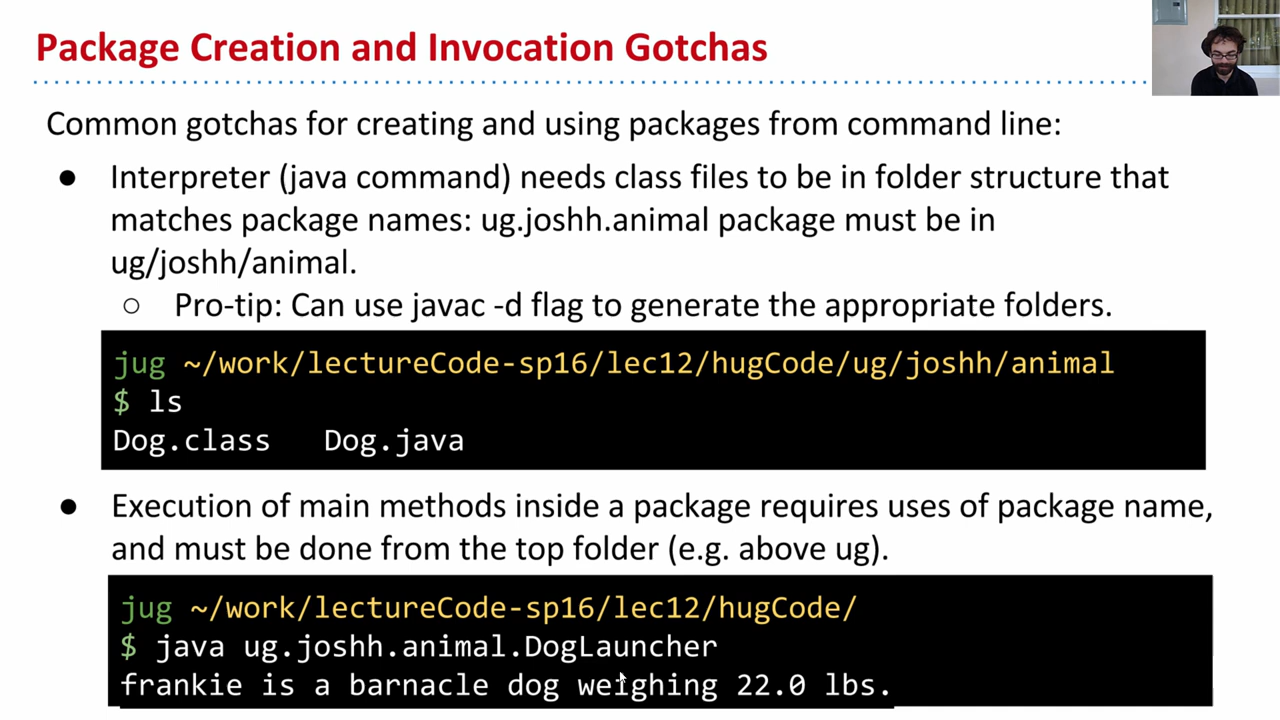 Package Creation and Invocation Gotchas
Common gotchas for creating and using packages from command line:
● Interpreter (java command) needs class files to be in folder structure that
matches package names: ug.joshh.animal package must be in
ug/joshh/animal.
○ Pro-tip: Can use javac -d flag to generate the appropriate folders.
jug ~/work/lectureCode-sp16/lec12/hugCode/ug/joshh/animal
$ ls
Dog.class Dog.java
● Execution of main methods inside a package requires uses of package name,
and must be done from the top folder (e.g. above ug).
jug ~/work/lectureCode-sp16/lec12/hugCode/
$ java ug.joshh.animal.DogLauncher
frankie is a barnacle dog weighing 22.0 lbs.